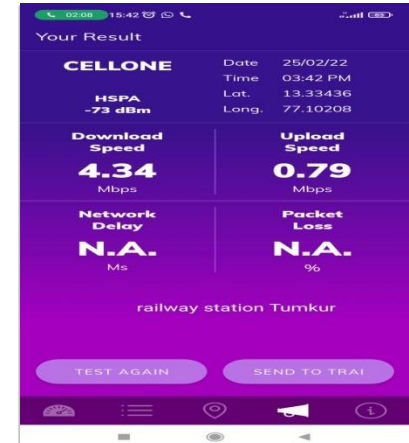 02:08 15:42
Your Result
CELLONE
HSPA
-73 dBm
Date 25/02/22
Time 03:42 PM
Lat. 13.33436
Long. 77.10208
Download
Speed
4.34
Mbps
Upload
Speed
0.79
Mbps
Network
Delay
N.A.
Ms
Packet
Loss
N.A.
%
railway station Tumkur
TEST AGAIN
SEND TO TRAI